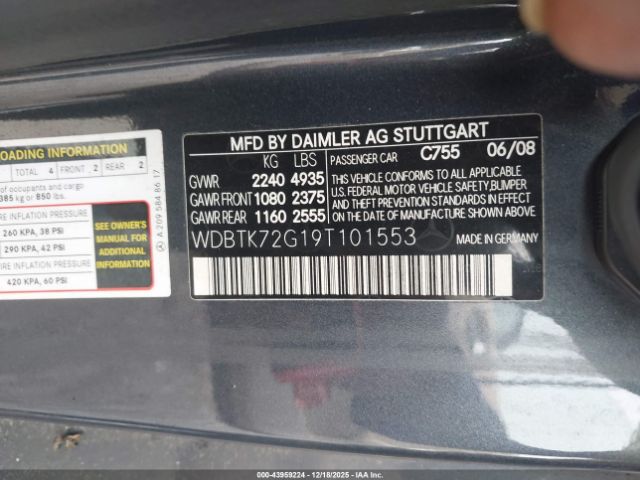 LOADING INFORMATION
TOTAL 4 FRONT 2 REAR 2
of occupants and cargo
385 kg or 850 lbs.
INFLATION PRESSURE
260 KPA, 38 PSI
290 KPA, 42 PSI
INFLATION PRESSURE
420 KPA, 60 PSI
SEE OWNER'S
MANUAL FOR
ADDITIONAL
INFORMATION
A 209 584 86 17
MFD BY DAIMLER AG STUTTGART
KG LBS PASSENGER CAR C755 06/08
GVWR 2240 4935
GAWR FRONT 1080 2375
GAWR REAR 1160 2555
THIS VEHICLE CONFORMS TO ALL APPLICABLE
U.S. FEDERAL MOTOR VEHICLE SAFETY, BUMPER
AND THEFT PREVENTION STANDARDS IN EFFECT
ON THE DATE OF MANUFACTURE SHOWN ABOVE.
WDBTK72G19T101553 MADE IN GERMANY
000-43959224 | 12/18/2025 | IAA Inc.